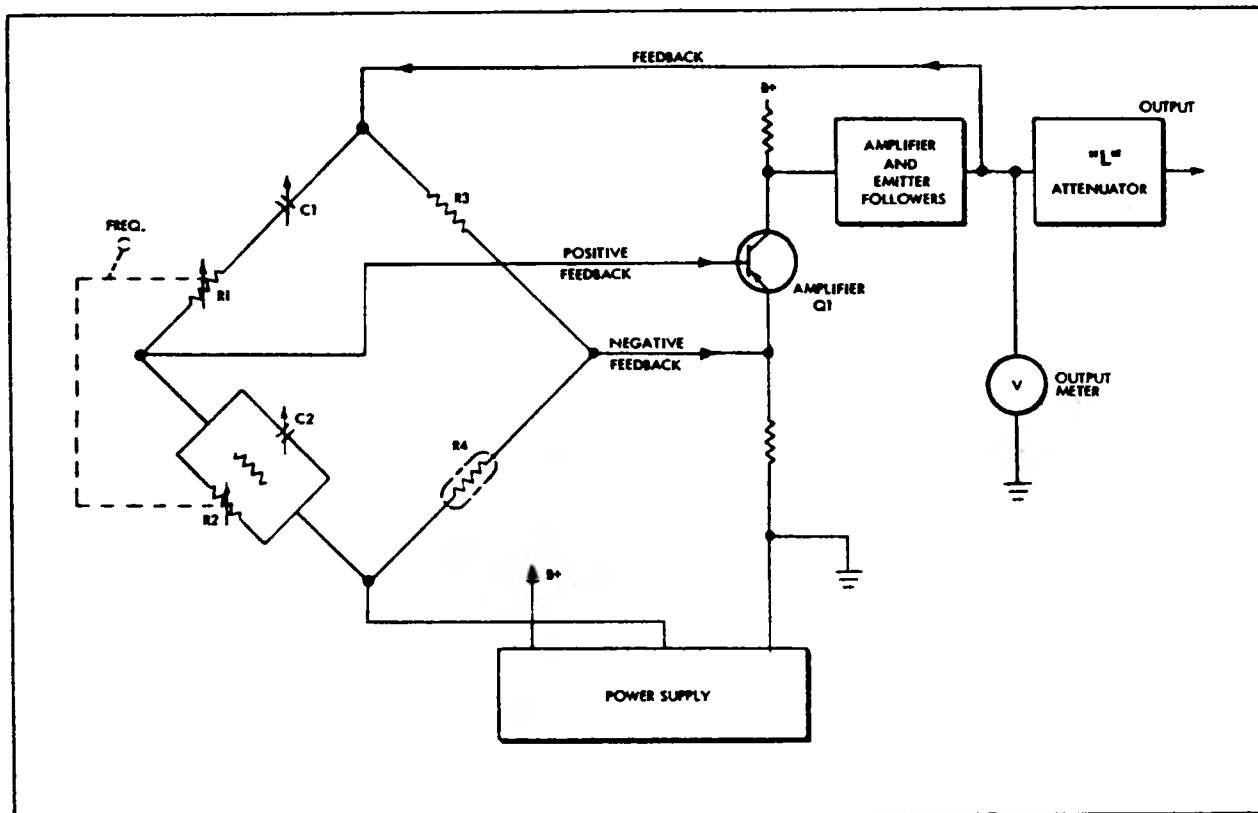 FEEDBACK
B+
OUTPUT
AMPLIFIER
AND
EMITTER
FOLLOWERS
"L"
ATTENUATOR
C1
R3
FREQ.
POSITIVE
FEEDBACK
R1
AMPLIFIER
Q1
NEGATIVE
FEEDBACK
V
OUTPUT
METER
C2
R4
R2
B+
POWER SUPPLY